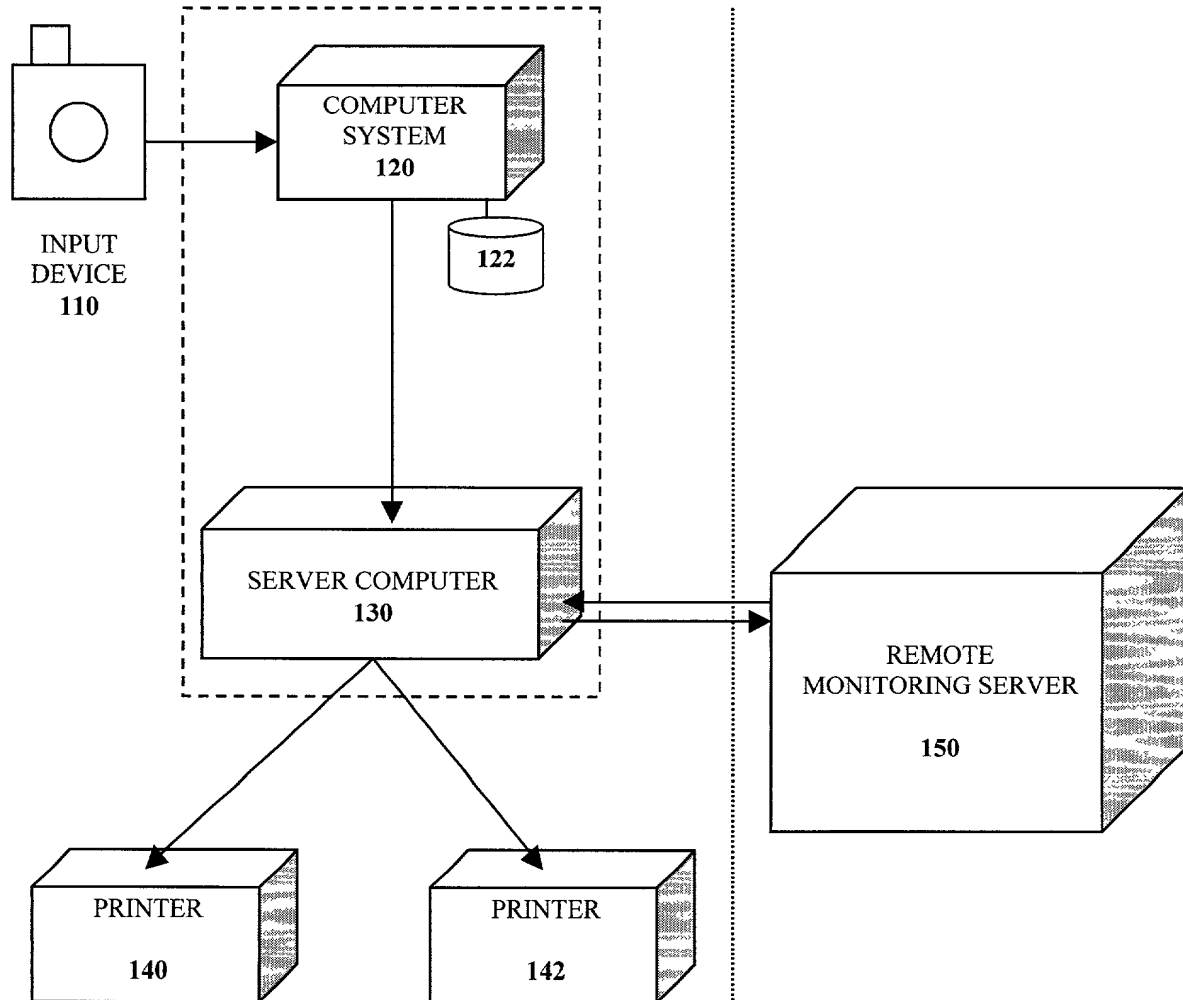 COMPUTER
SYSTEM
120
122
INPUT
DEVICE
110
SERVER COMPUTER
130
REMOTE
MONITORING SERVER
150
PRINTER
140
PRINTER
142